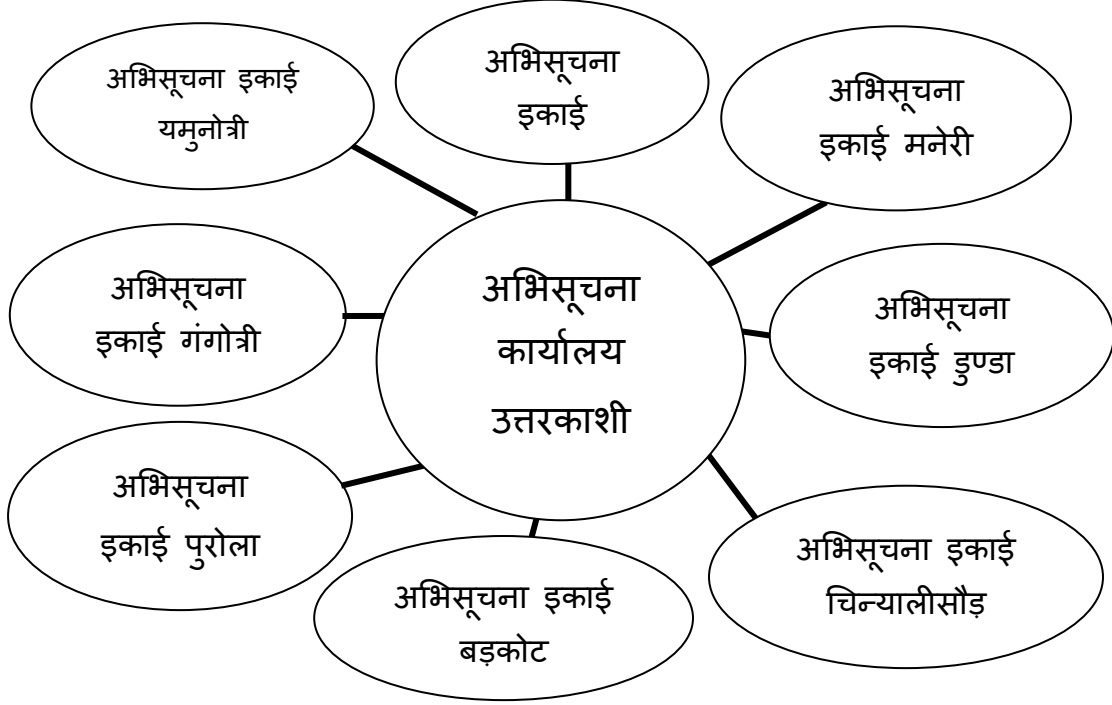 अभिसूचना इकाई
यमुनोत्री
अभिसूचना
इकाई
अभिसूचना
इकाई मनेरी
अभिसूचना
इकाई गंगोत्री
अभिसूचना
कार्यालय
उत्तरकाशी
अभिसूचना
इकाई डुण्डा
अभिसूचना
इकाई पुरोला
अभिसूचना इकाई
बड़कोट
अभिसूचना इकाई
चिन्यालीसौड़